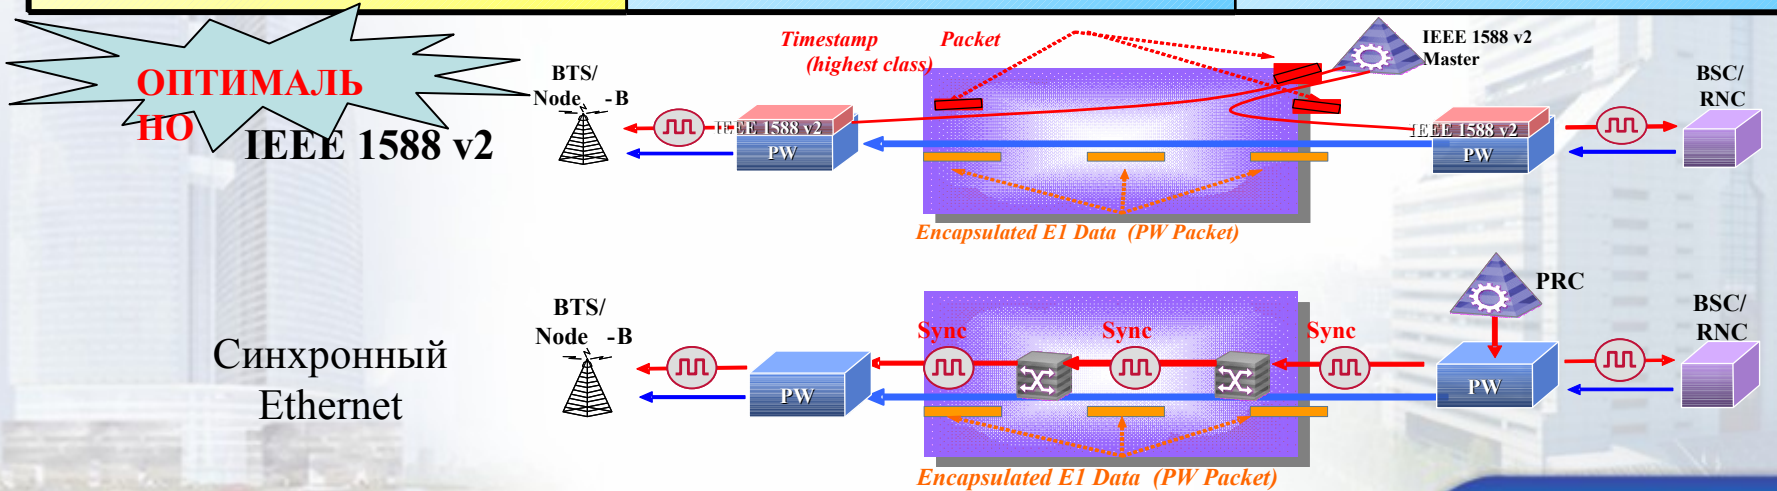 ОПТИМАЛЬ
НО
IEEE 1588 v2
BTS/
Node -B
IEEE 1588 v2
PW
Timestamp Packet
(highest class)
IEEE 1588 v2
Master
IEEE 1588 v2
PW
BSC/
RNC
Encapsulated E1 Data (PW Packet)
Синхронный
Ethernet
BTS/
Node -B
PW
Sync
Sync
Sync
PRC
PW
BSC/
RNC
Encapsulated E1 Data (PW Packet)